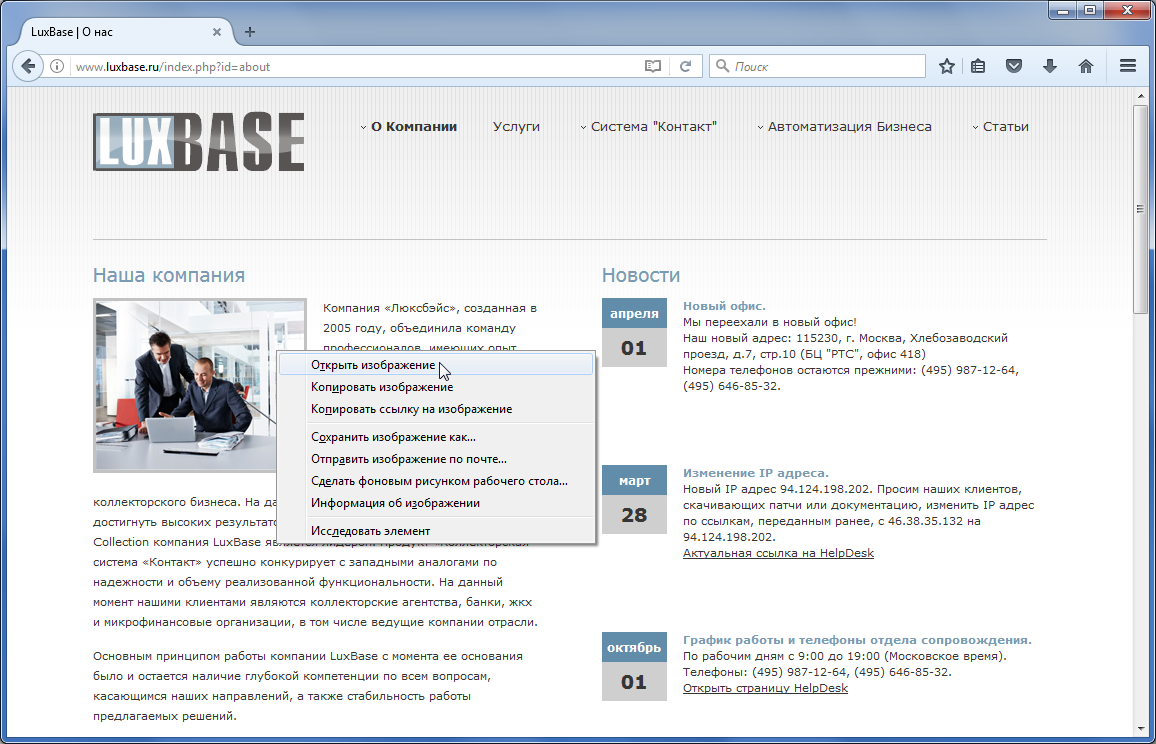 LuxBase | О нас
www.luxbase.ru/index.php?id=about
Поиск
LUXBASE
О Компании
Услуги
Система "Контакт"
Автоматизация Бизнеса
Статьи
Наша компания
Компания «Люксбэйс», созданная в
2005 году, объединила команду
профессионалов, имеющих опыт
Открыть изображение
Копировать изображение
Копировать ссылку на изображение
Сохранить изображение как...
Отправить изображение по почте...
Сделать фоновым рисунком рабочего стола...
Информация об изображении
Исследовать элемент
коллекторского бизнеса. На да
достигнуть высоких результато
Collection компания LuxBase является лидером. Продукт «Коллекторская
система «Контакт» успешно конкурирует с западными аналогами по
надежности и объему реализованной функциональности. На данный
момент нашими клиентами являются коллекторские агентства, банки, жкх
и микрофинансовые организации, в том числе ведущие компании отрасли.
Основным принципом работы компании LuxBase с момента ее основания
было и остается наличие глубокой компетенции по всем вопросам,
касающимся наших направлений, а также стабильность работы
предлагаемых решений.
Новости
апреля
01
Новый офис.
Мы переехали в новый офис!
Наш новый адрес: 115230, г. Москва, Хлебозаводский
проезд, д.7, стр.10 (БЦ "РТС", офис 418)
Номера телефонов остаются прежними: (495) 987-12-64,
(495) 646-85-32.
март
28
Изменение IP адреса.
Новый IP адрес 94.124.198.202. Просим наших клиентов,
скачивающих патчи или документацию, изменить IP адрес
по ссылкам, переданным ранее, с 46.38.35.132 на
94.124.198.202.
Актуальная ссылка на HelpDesk
октябрь
01
График работы и телефоны отдела сопровождения.
По рабочим дням с 9:00 до 19:00 (Московское время).
Телефоны: (495) 987-12-64, (495) 646-85-32.
Открыть страницу HelpDesk